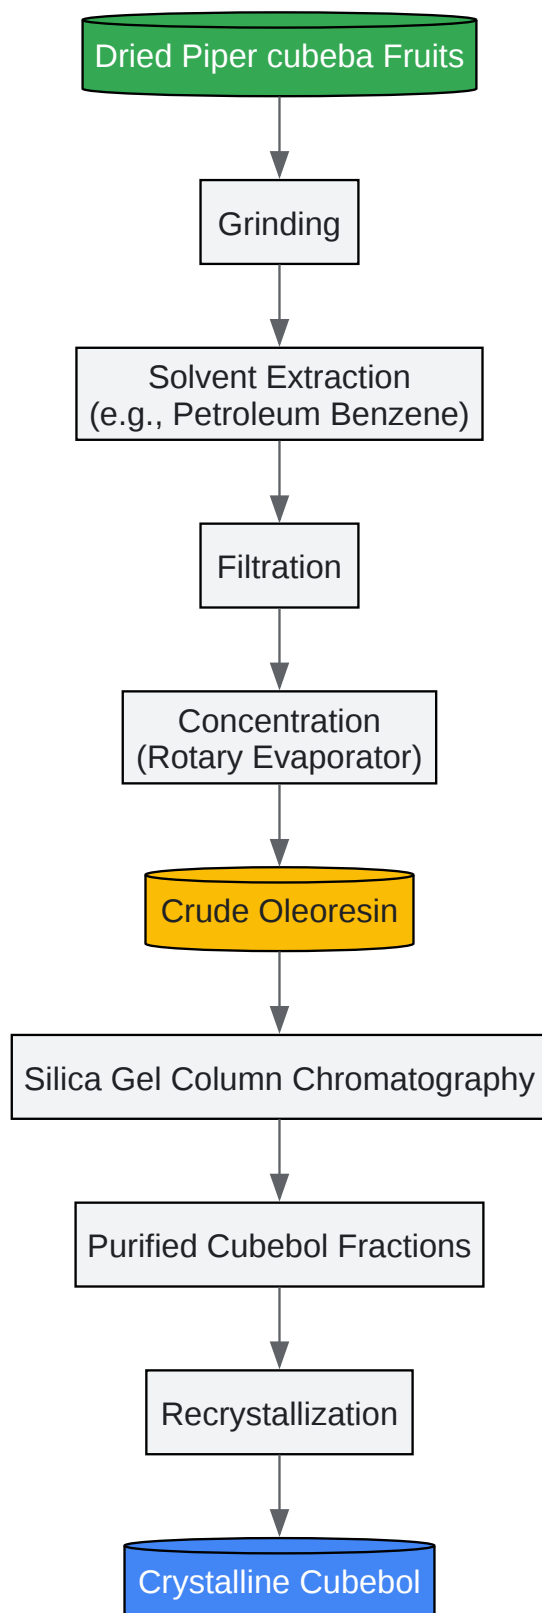 Dried Piper cubeba Fruits
Grinding
Solvent Extraction
(e.g., Petroleum Benzene)
Filtration
Concentration
(Rotary Evaporator)
Crude Oleoresin
Silica Gel Column Chromatography
Purified Cubebol Fractions
Recrystallization
Crystalline Cubebol